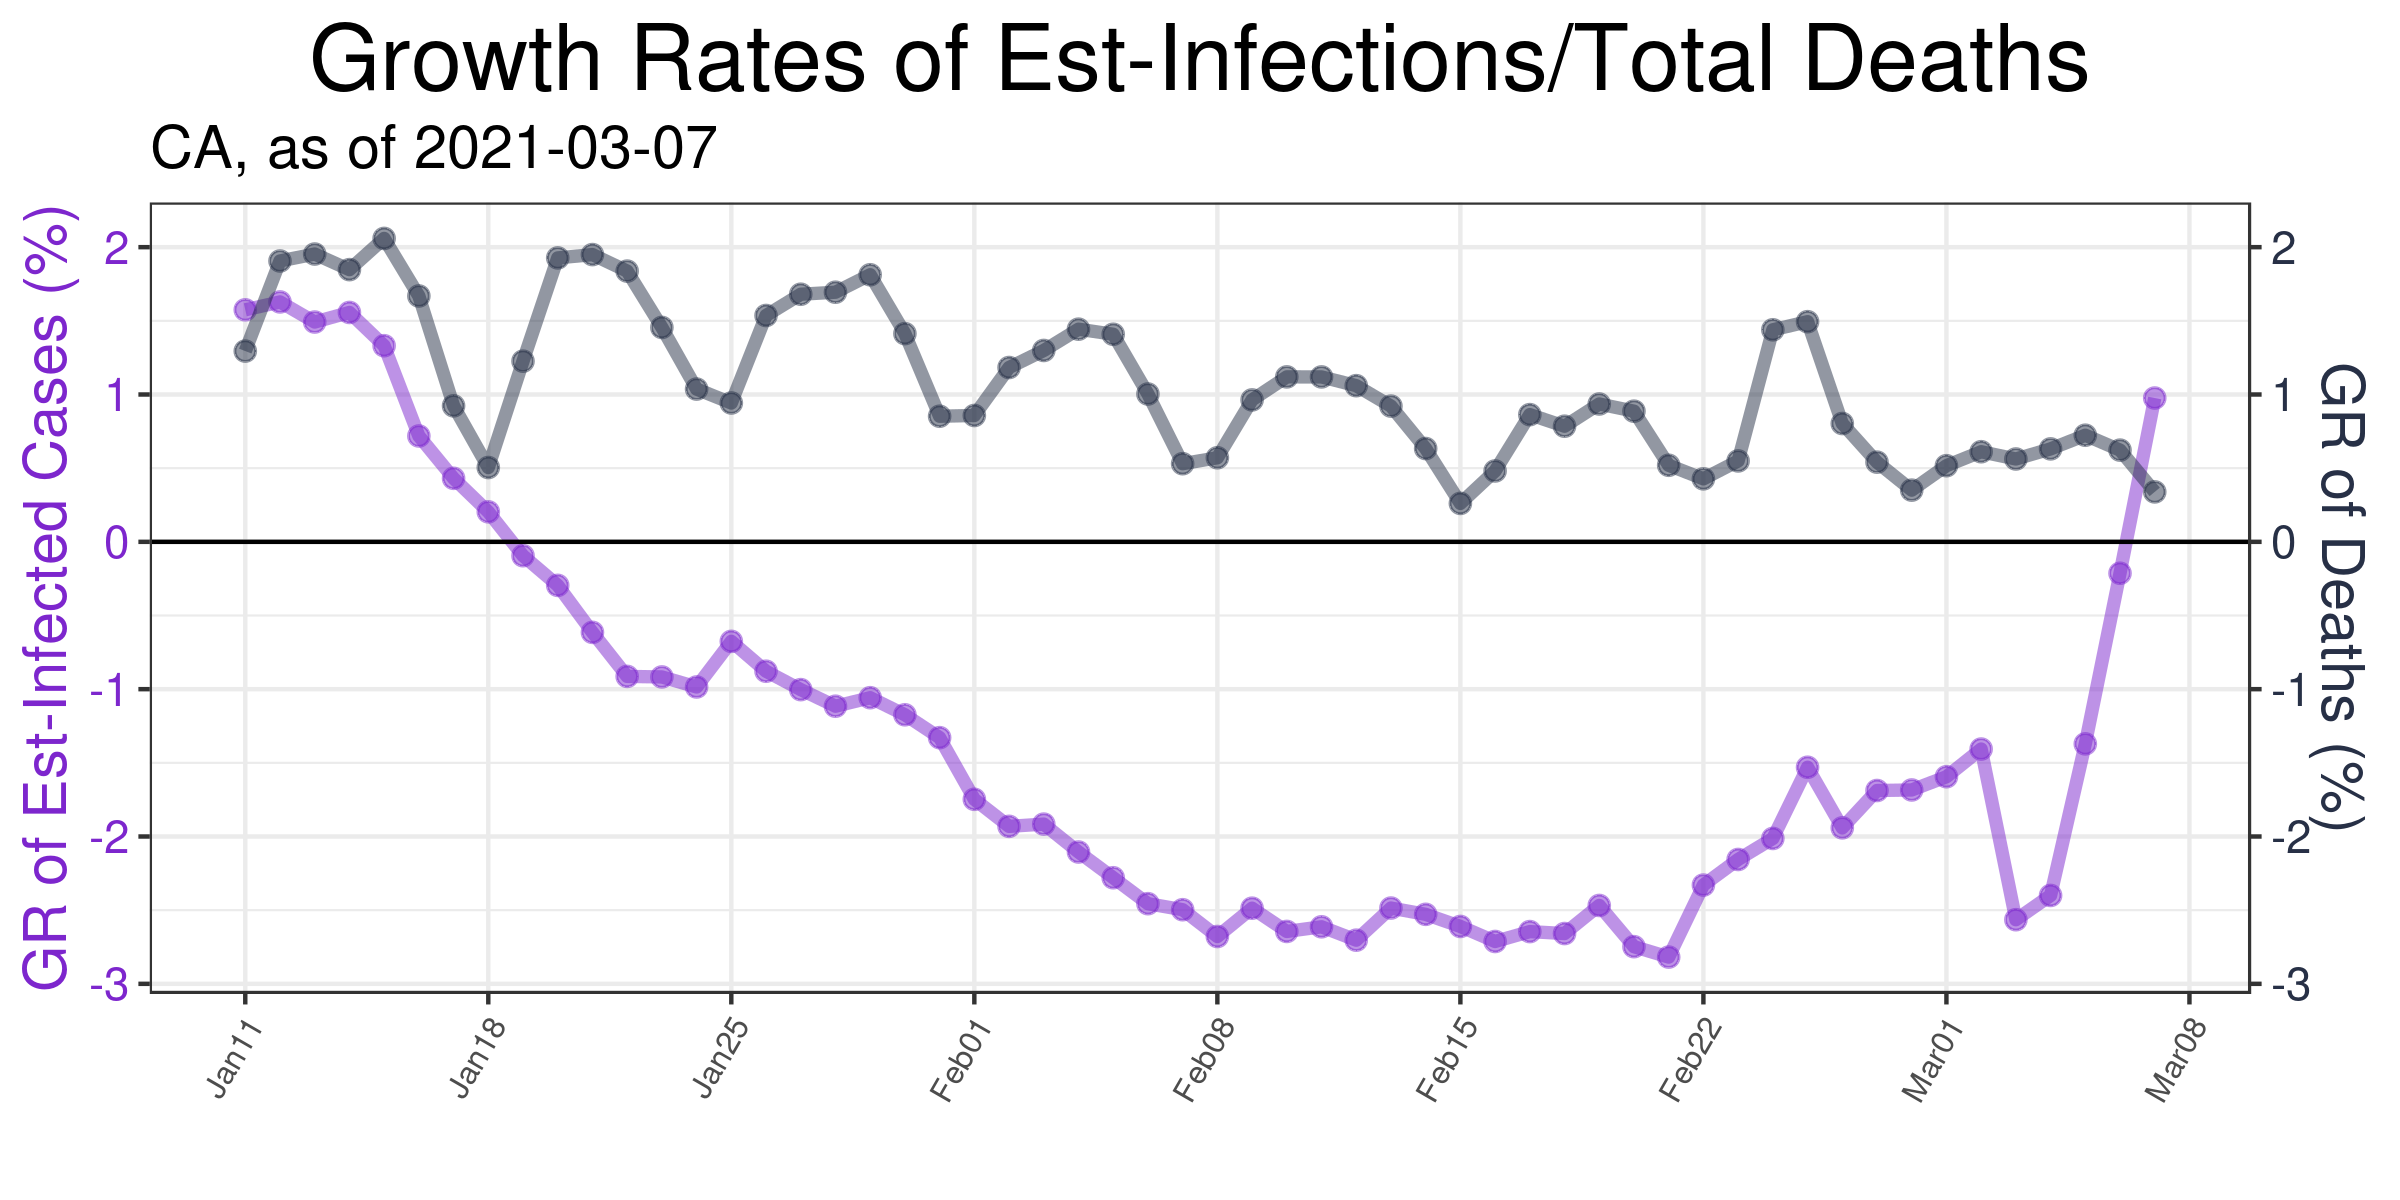 Growth Rates of Est-Infections/Total Deaths
CA, as of 2021-03-07
GR of Est-Infected Cases (%)
2
1
0
-1
-2
-3
2
1
0
-1
-2
-3
GR of Deaths (%)
Jan11
Jan18
Jan25
Feb01
Feb08
Feb15
Feb22
Mar01
Mar08